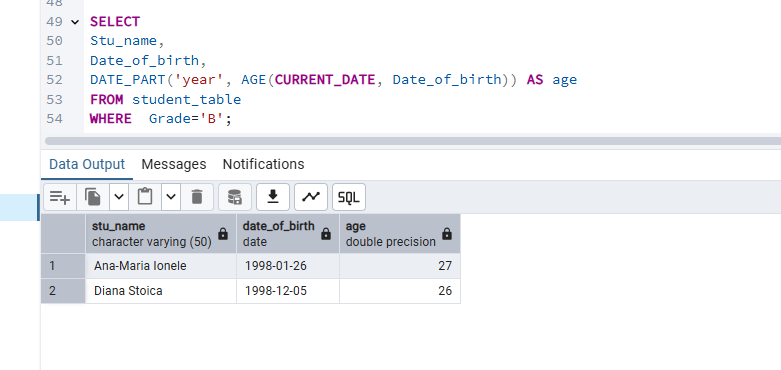 48
49 SELECT
50 Stu_name,
51 Date_of_birth,
52 DATE_PART('year', AGE(CURRENT_DATE, Date_of_birth)) AS age
53 FROM student_table
54 WHERE  Grade='B';
Data Output Messages Notifications
SQL
stu_name date_of_birth age
character varying (50) date double precision
1 Ana-Maria Ionele 1998-01-26 27
2 Diana Stoica 1998-12-05 26